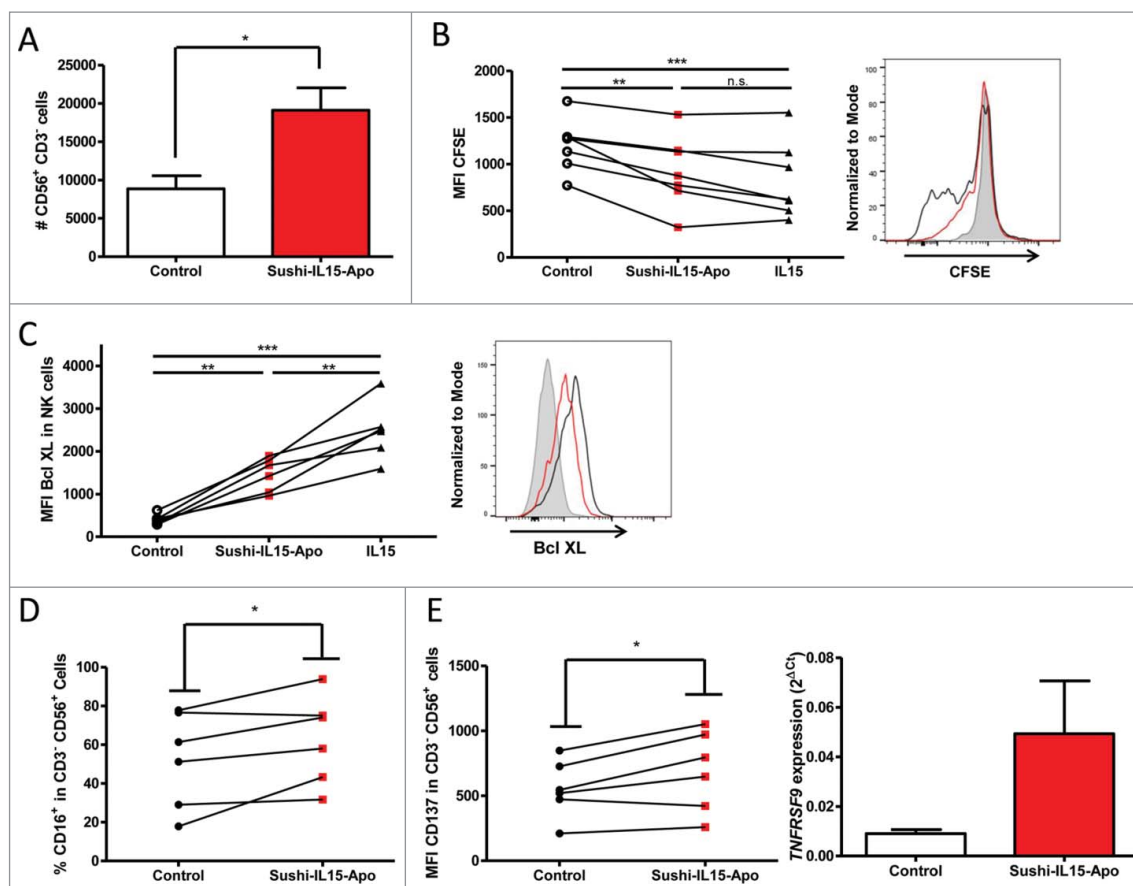 A
*
# CD56⁺ CD3⁻ cells
25000
20000
15000
10000
5000
0
Control
Sushi-IL15-Apo
B
***
**
n.s.
MFI CFSE
2000
1500
1000
500
0
Control
Sushi-IL15-Apo
IL15
Normalized to Mode
100
80
60
40
20
0
CFSE
C
***
**
**
MFI Bcl XL in NK cells
4000
3000
2000
1000
0
Control
Sushi-IL15-Apo
IL15
Normalized to Mode
150
100
50
0
Bcl XL
D
*
% CD16⁺ in CD3⁻ CD56⁺ Cells
100
80
60
40
20
0
Control
Sushi-IL15-Apo
E
*
MFI CD137 in CD3⁻ CD56⁺ cells
1500
1000
500
0
Control
Sushi-IL15-Apo
TNFRSF9 expression (2^ΔCt)
0.08
0.06
0.04
0.02
0.00
Control
Sushi-IL15-Apo